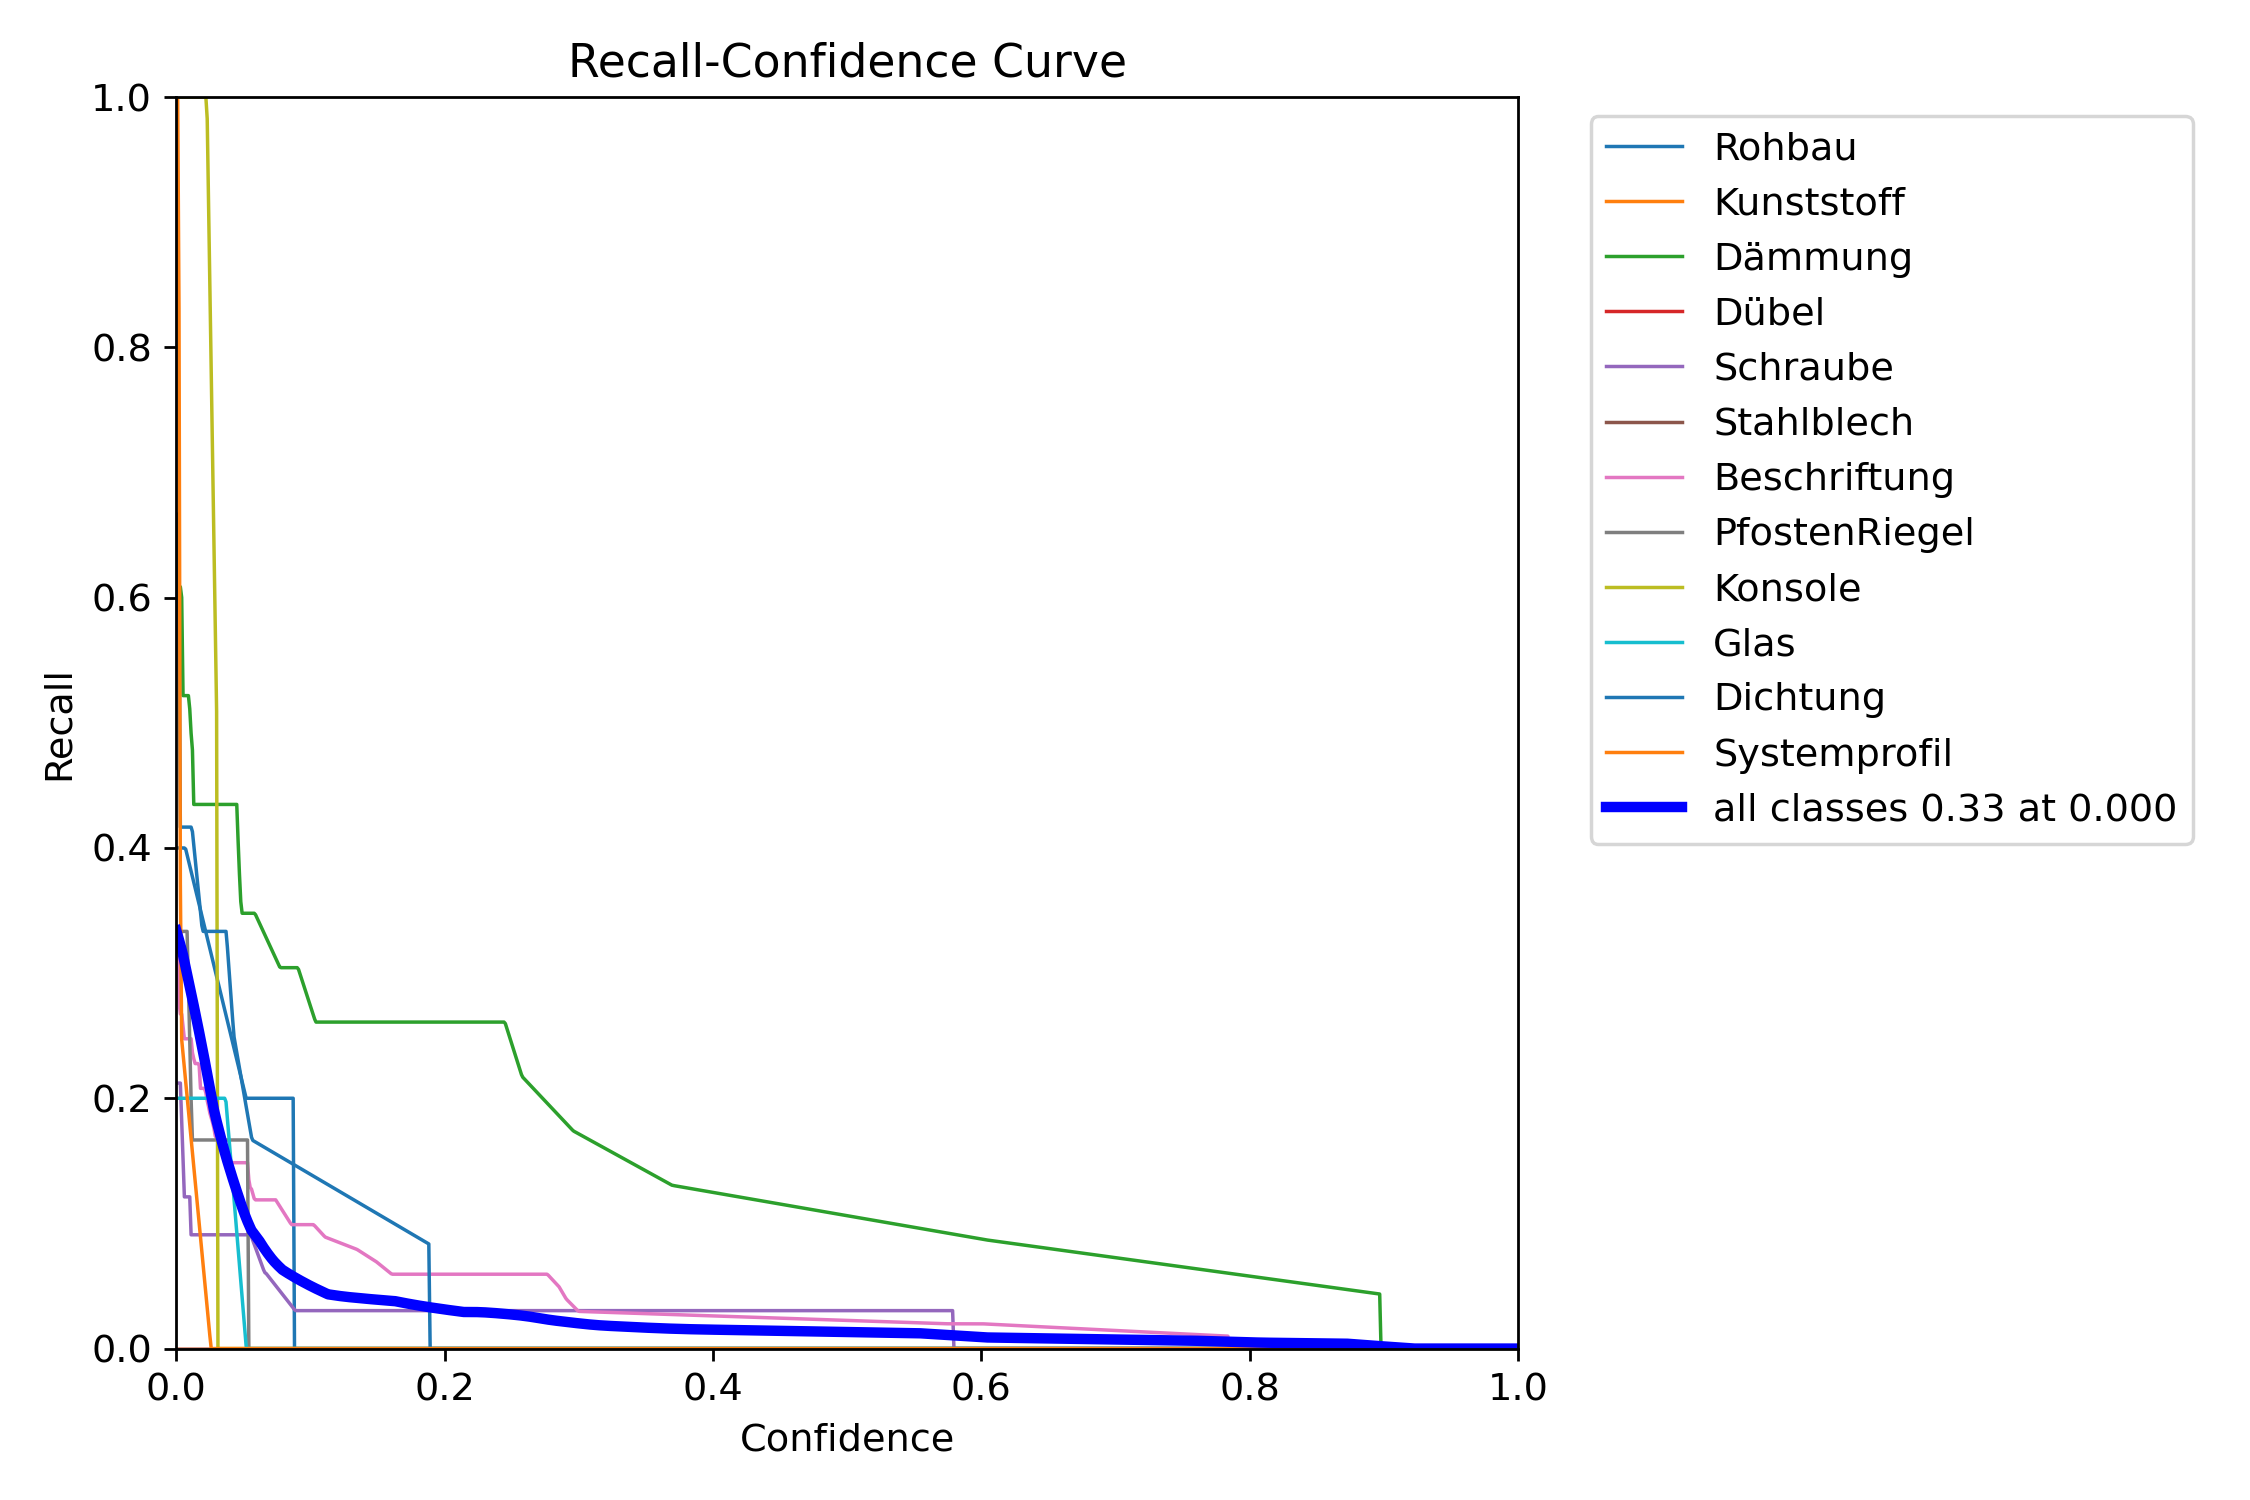 Recall-Confidence Curve
1.0
0.8
0.6
0.4
0.2
0.0
Recall
0.0 0.2 0.4 0.6 0.8 1.0
Confidence
Rohbau
Kunststoff
Dämmung
Dübel
Schraube
Stahlblech
Beschriftung
PfostenRiegel
Konsole
Glas
Dichtung
Systemprofil
all classes 0.33 at 0.000